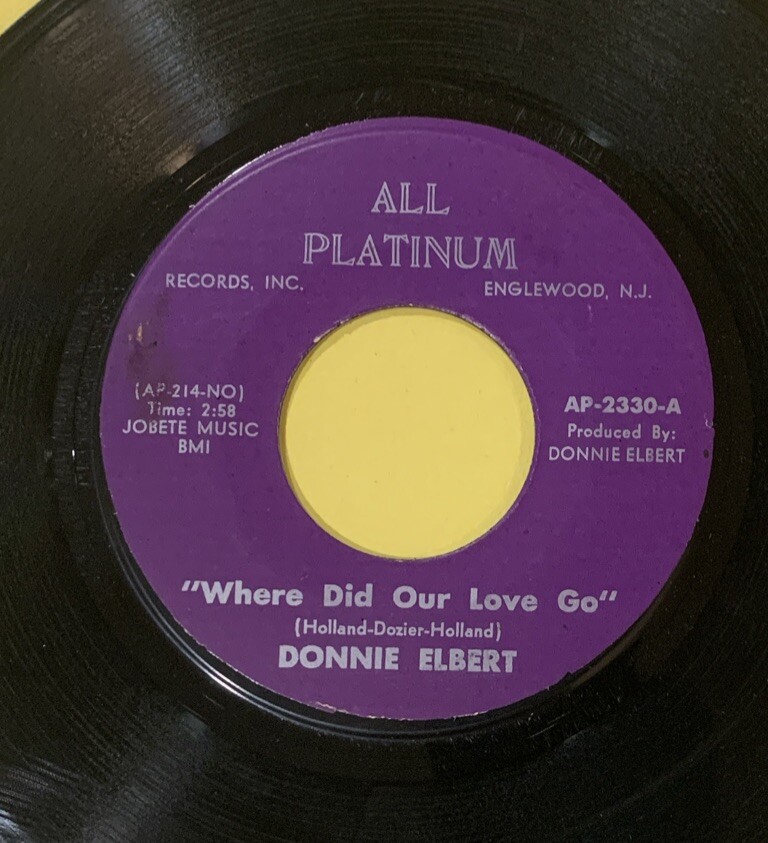 ALL
PLATINUM
RECORDS, INC.
ENGLEWOOD, N.J.
(AP-214-NO)
Time: 2:58
JOBETE MUSIC
BMI
AP-2330-A
Produced By:
DONNIE ELBERT
"Where Did Our Love Go"
(Holland-Dozier-Holland)
DONNIE ELBERT